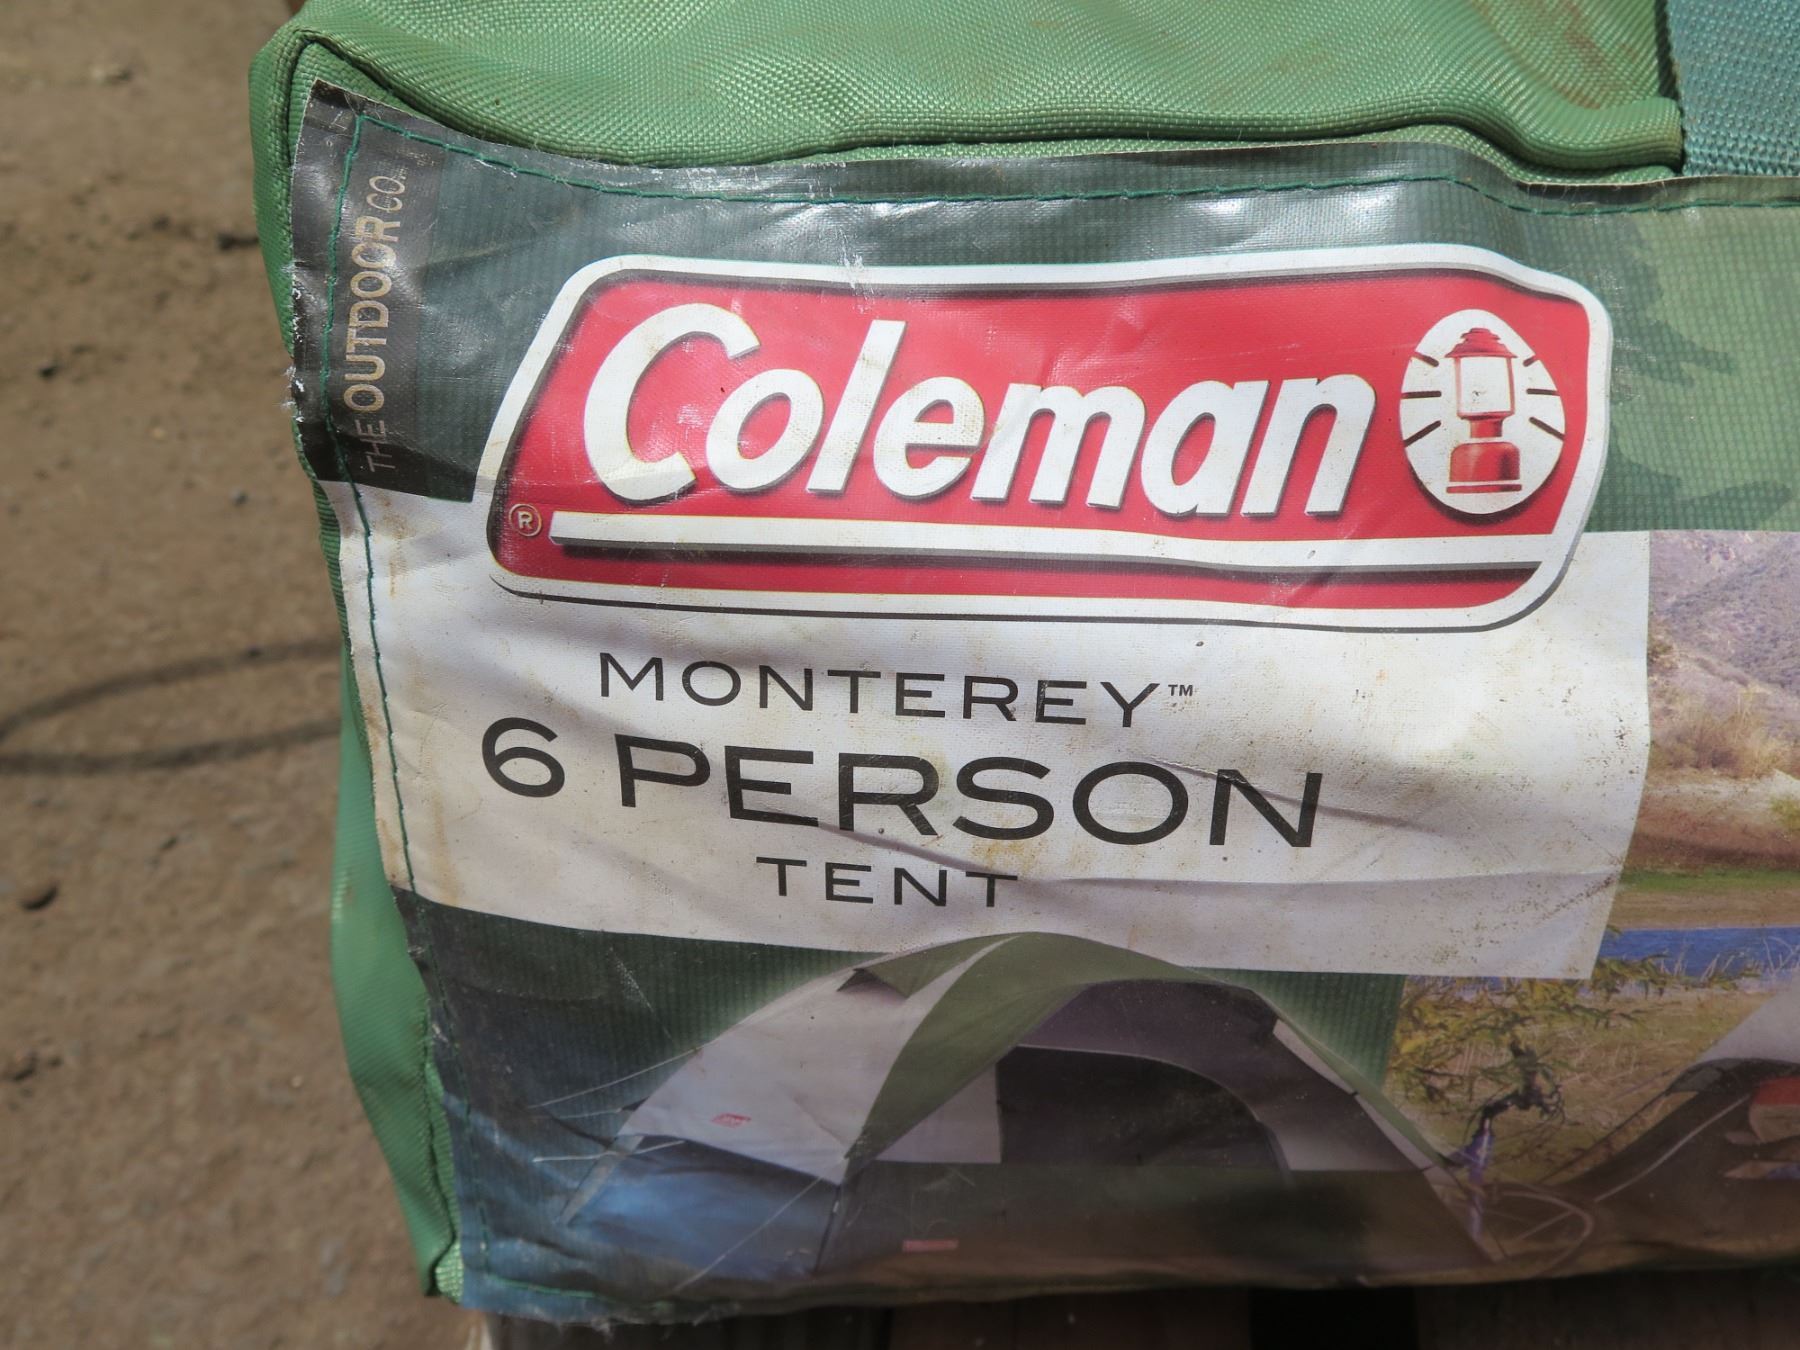 THE OUTDOOR CO.
Coleman
®
MONTEREY™
6 PERSON
TENT